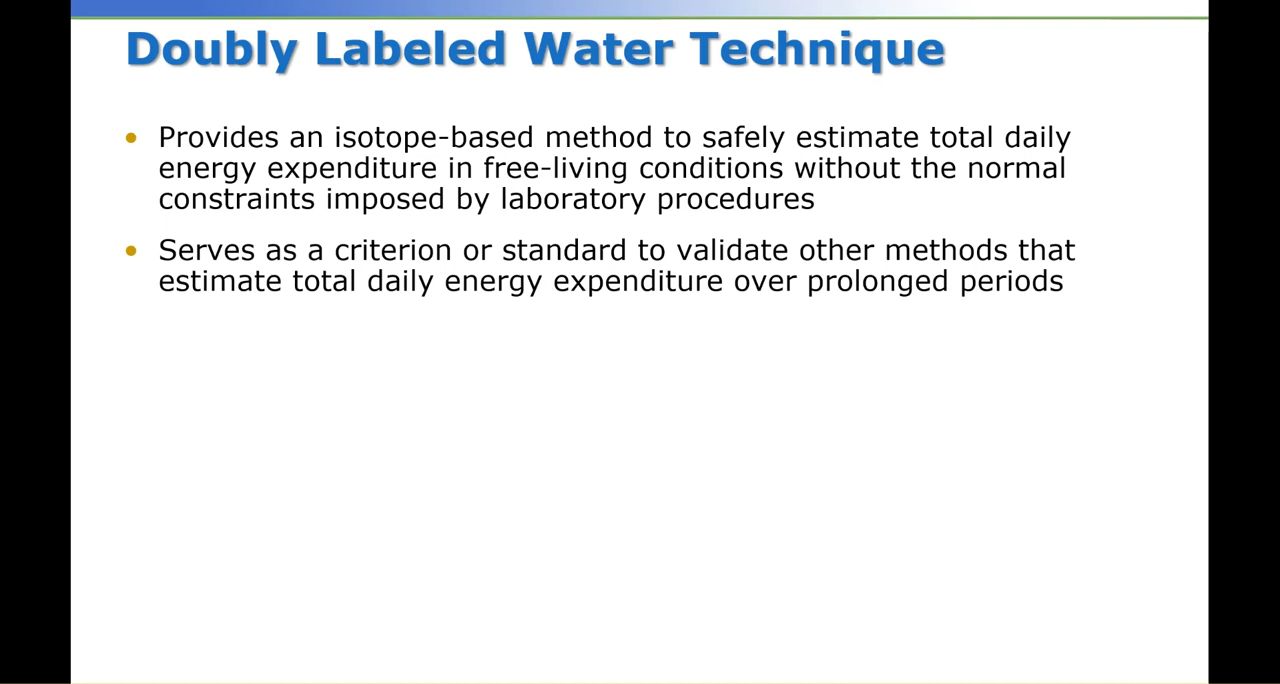 Doubly Labeled Water Technique
• Provides an isotope-based method to safely estimate total daily
energy expenditure in free-living conditions without the normal
constraints imposed by laboratory procedures
• Serves as a criterion or standard to validate other methods that
estimate total daily energy expenditure over prolonged periods